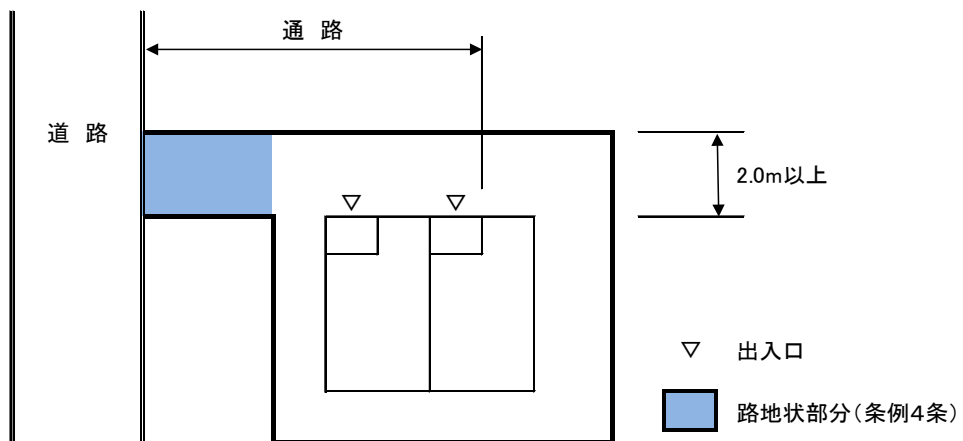 通 路
道 路
2.0m以上
▽ ▽
▽ 出入口
路地状部分(条例4条)